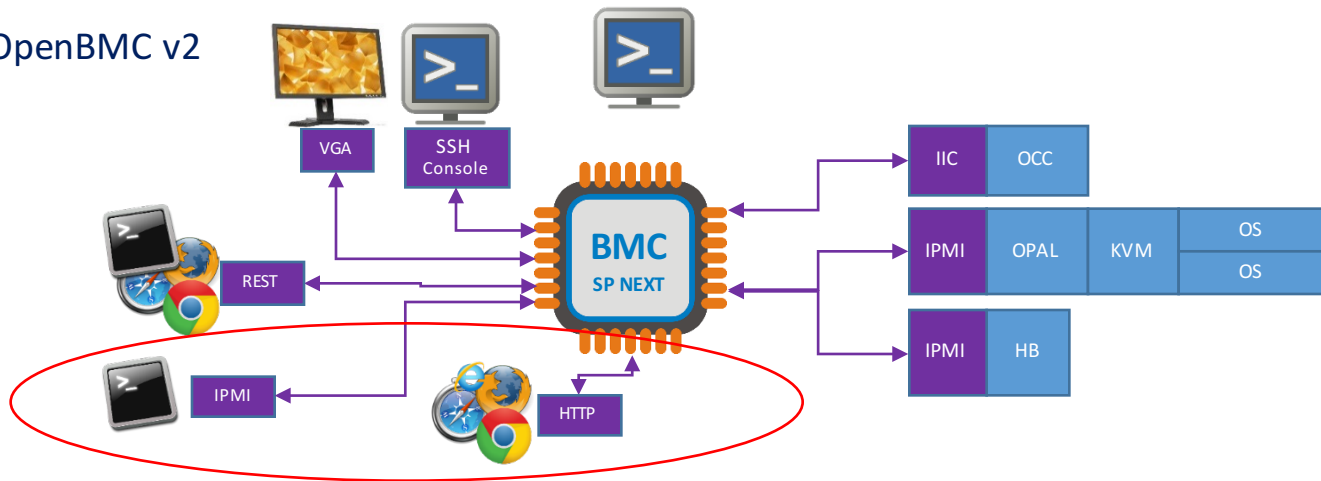 OpenBMC v2
>_
>_
VGA
SSH
Console
IIC
OCC
BMC
SP NEXT
IPMI
OPAL
KVM
OS
OS
>_
REST
IPMI
HB
>_
IPMI
HTTP